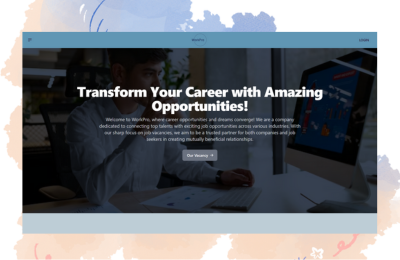 WorkPro
LOGIN
Transform Your Career with Amazing
Opportunities!
Welcome to WorkPro, where career opportunities and dreams converge! We are a company
dedicated to connecting top talents with exciting job opportunities across various industries. With
our sharp focus on job vacancies, we aim to be a trusted partner for both companies and job
seekers in creating mutually beneficial relationships.
Our Vacancy →